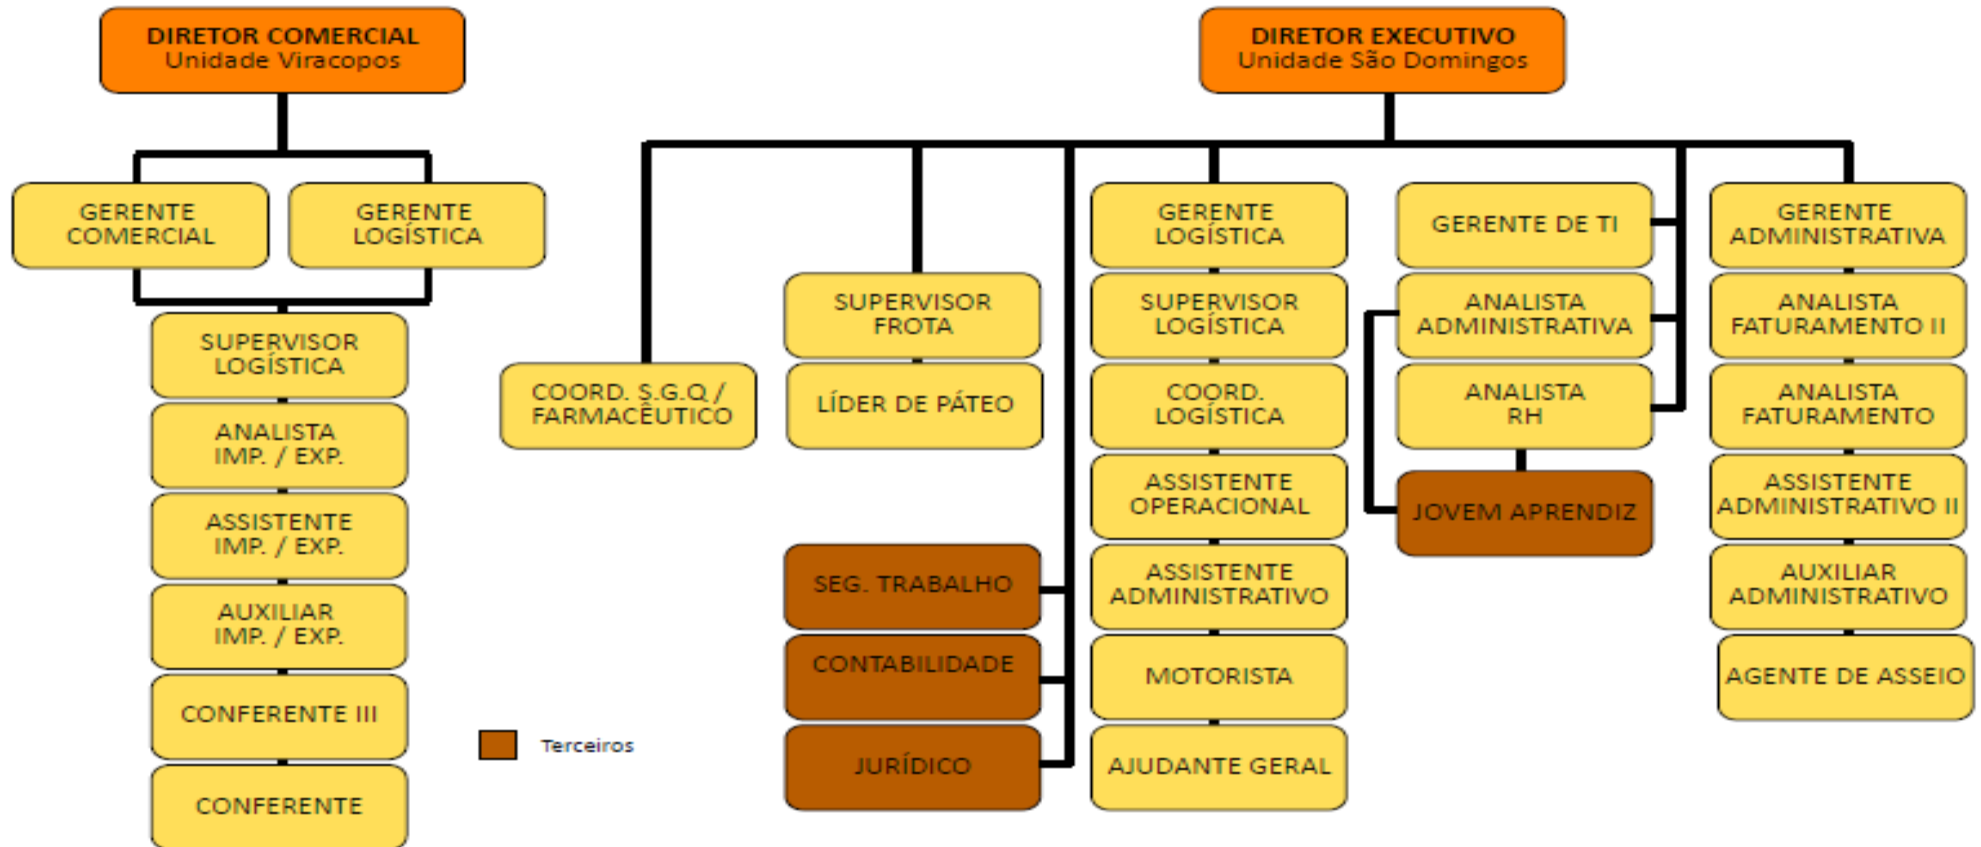 DIRETOR COMERCIAL
Unidade Viracopos
GERENTE
COMERCIAL
GERENTE
LOGÍSTICA
SUPERVISOR
LOGÍSTICA
ANALISTA
IMP. / EXP.
ASSISTENTE
IMP. / EXP.
AUXILIAR
IMP. / EXP.
CONFERENTE III
CONFERENTE
Terceiros
DIRETOR EXECUTIVO
Unidade São Domingos
COORD. S.G.Q /
FARMACÊUTICO
SUPERVISOR
FROTA
LÍDER DE PÁTEO
SEG. TRABALHO
CONTABILIDADE
JURÍDICO
GERENTE
LOGÍSTICA
SUPERVISOR
LOGÍSTICA
COORD.
LOGÍSTICA
ASSISTENTE
OPERACIONAL
ASSISTENTE
ADMINISTRATIVO
MOTORISTA
AJUDANTE GERAL
GERENTE DE TI
ANALISTA
ADMINISTRATIVA
ANALISTA
RH
JOVEM APRENDIZ
GERENTE
ADMINISTRATIVA
ANALISTA
FATURAMENTO II
ANALISTA
FATURAMENTO
ASSISTENTE
ADMINISTRATIVO II
AUXILIAR
ADMINISTRATIVO
AGENTE DE ASSEIO